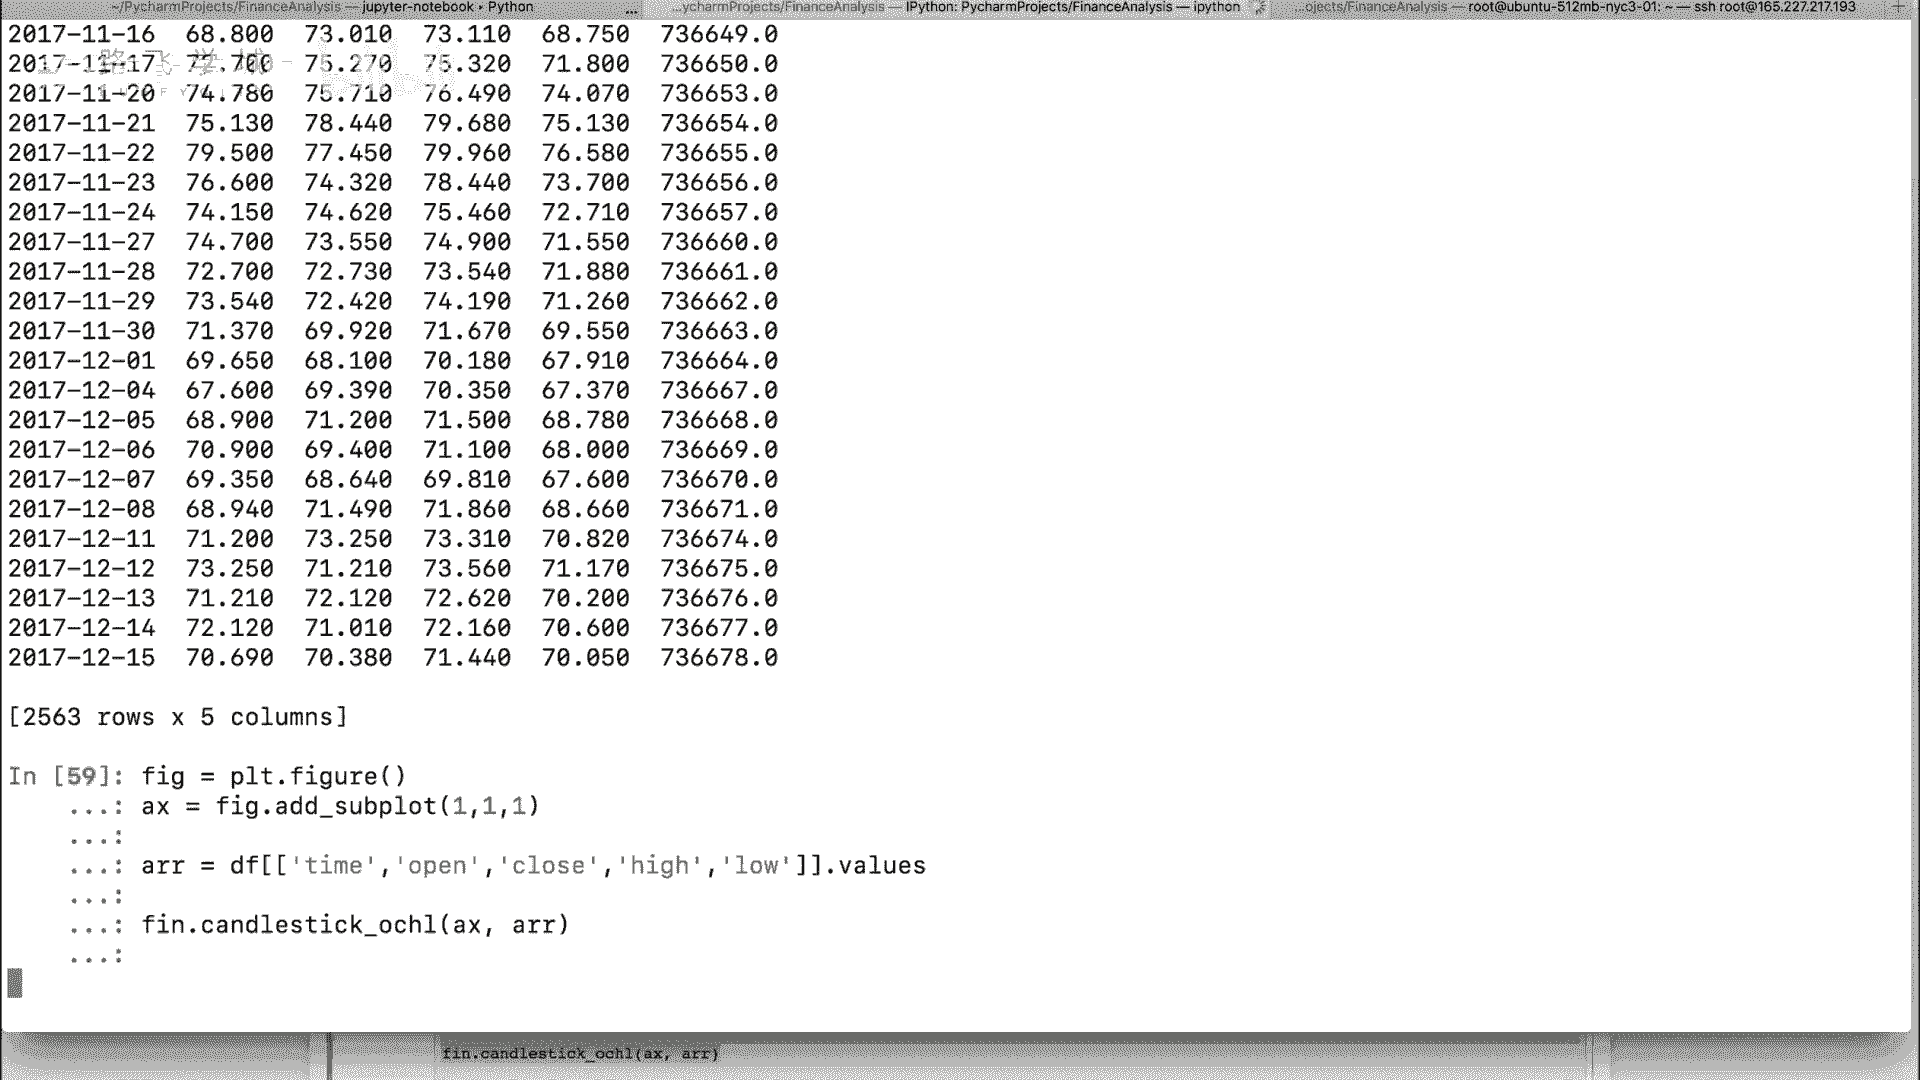 ~/PycharmProjects/FinanceAnalysis — jupyter-notebook ▸ Python ... ...ycharmProjects/FinanceAnalysis — IPython: PycharmProjects/FinanceAnalysis — ipython ...ojects/FinanceAnalysis — root@ubuntu-512mb-nyc3-01: ~ — ssh root@165.227.217.193 +
2017-11-16 68.800 73.010 73.110 68.750 736649.0
路飞学城 bilibili
75.270 75.320 71.800 736650.0
2017-11-20 74.780 75.710 76.490 74.070 736653.0
2017-11-21 75.130 78.440 79.680 75.130 736654.0
2017-11-22 79.500 77.450 79.960 76.580 736655.0
2017-11-23 76.600 74.320 78.440 73.700 736656.0
2017-11-24 74.150 74.620 75.460 72.710 736657.0
2017-11-27 74.700 73.550 74.900 71.550 736660.0
2017-11-28 72.700 72.730 73.540 71.880 736661.0
2017-11-29 73.540 72.420 74.190 71.260 736662.0
2017-11-30 71.370 69.920 71.670 69.550 736663.0
2017-12-01 69.650 68.100 70.180 67.910 736664.0
2017-12-04 67.600 69.390 70.350 67.370 736667.0
2017-12-05 68.900 71.200 71.500 68.780 736668.0
2017-12-06 70.900 69.400 71.100 68.000 736669.0
2017-12-07 69.350 68.640 69.810 67.600 736670.0
2017-12-08 68.940 71.490 71.860 68.660 736671.0
2017-12-11 71.200 73.250 73.310 70.820 736674.0
2017-12-12 73.250 71.210 73.560 71.170 736675.0
2017-12-13 71.210 72.120 72.620 70.200 736676.0
2017-12-14 72.120 71.010 72.160 70.600 736677.0
2017-12-15 70.690 70.380 71.440 70.050 736678.0
[2563 rows x 5 columns]
In [59]: fig = plt.figure()
...: ax = fig.add_subplot(1,1,1)
...:
...: arr = df[['time','open','close','high','low']].values
...:
...: fin.candlestick_ochl(ax, arr)
...:
fin.candlestick_ochl(ax, arr)